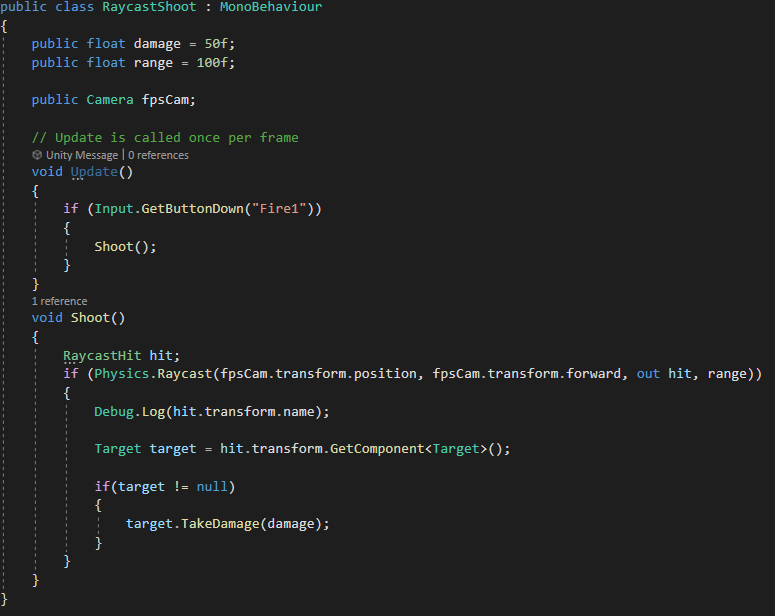 public class RaycastShoot : MonoBehaviour
{
    public float damage = 50f;
    public float range = 100f;

    public Camera fpsCam;

    // Update is called once per frame
    Unity Message | 0 references
    void Update()
    {
        if (Input.GetButtonDown("Fire1"))
        {
            Shoot();
        }
    }
    1 reference
    void Shoot()
    {
        RaycastHit hit;
        if (Physics.Raycast(fpsCam.transform.position, fpsCam.transform.forward, out hit, range))
        {
            Debug.Log(hit.transform.name);

            Target target = hit.transform.GetComponent<Target>();

            if(target != null)
            {
                target.TakeDamage(damage);
            }
        }
    }
}